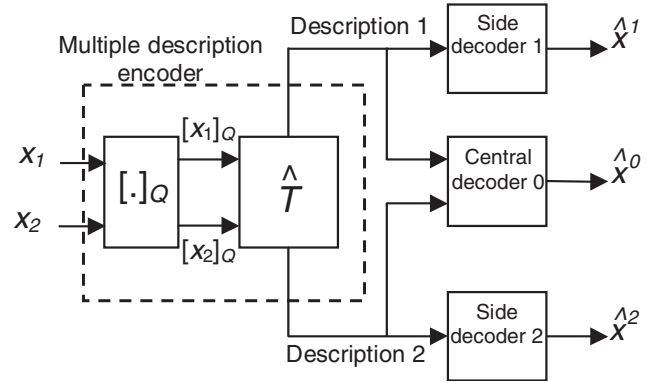 Description 1
Side
decoder 1
x̂¹
Multiple description
encoder
x₁
x₂
[.]Q
[x₁]Q
[x₂]Q
T̂
Central
decoder 0
x̂⁰
Description 2
Side
decoder 2
x̂²